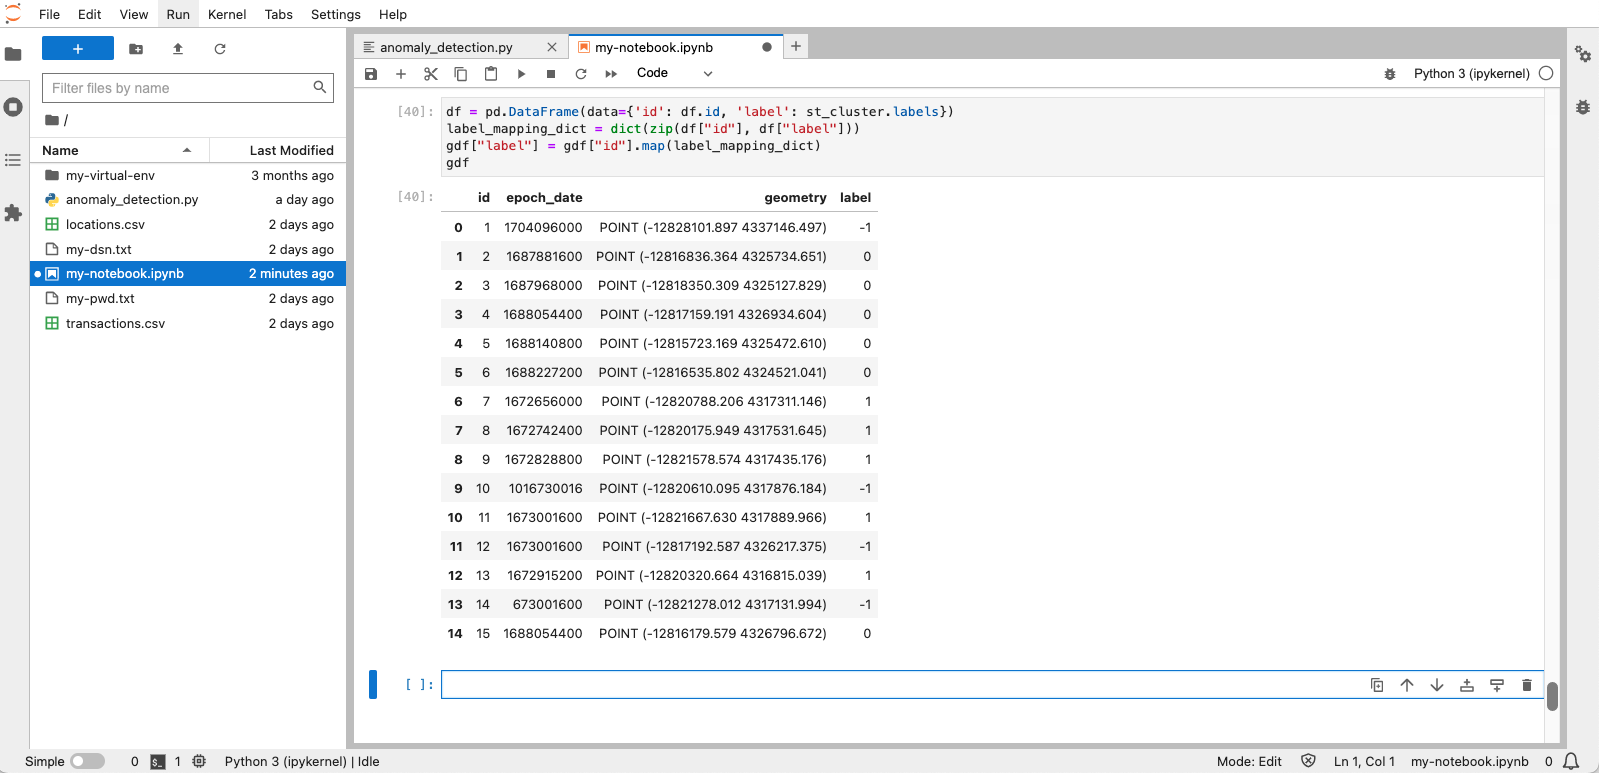 File Edit View Run Kernel Tabs Settings Help
Filter files by name
/
Name Last Modified
my-virtual-env 3 months ago
anomaly_detection.py a day ago
locations.csv 2 days ago
my-dsn.txt 2 days ago
my-notebook.ipynb 2 minutes ago
my-pwd.txt 2 days ago
transactions.csv 2 days ago
anomaly_detection.py my-notebook.ipynb
Code Python 3 (ipykernel)
[40]: df = pd.DataFrame(data={'id': df.id, 'label': st_cluster.labels})
label_mapping_dict = dict(zip(df["id"], df["label"]))
gdf["label"] = gdf["id"].map(label_mapping_dict)
gdf
[40]: id epoch_date geometry label
0 1 1704096000 POINT (-12828101.897 4337146.497) -1
1 2 1687881600 POINT (-12816836.364 4325734.651) 0
2 3 1687968000 POINT (-12818350.309 4325127.829) 0
3 4 1688054400 POINT (-12817159.191 4326934.604) 0
4 5 1688140800 POINT (-12815723.169 4325472.610) 0
5 6 1688227200 POINT (-12816535.802 4324521.041) 0
6 7 1672656000 POINT (-12820788.206 4317311.146) 1
7 8 1672742400 POINT (-12820175.949 4317531.645) 1
8 9 1672828800 POINT (-12821578.574 4317435.176) 1
9 10 1016730016 POINT (-12820610.095 4317876.184) -1
10 11 1673001600 POINT (-12821667.630 4317889.966) 1
11 12 1673001600 POINT (-12817192.587 4326217.375) -1
12 13 1672915200 POINT (-12820320.664 4316815.039) 1
13 14 673001600 POINT (-12821278.012 4317131.994) -1
14 15 1688054400 POINT (-12816179.579 4326796.672) 0
[ ]:
Simple 0 $_ 1 Python 3 (ipykernel) | Idle Mode: Edit Ln 1, Col 1 my-notebook.ipynb 0